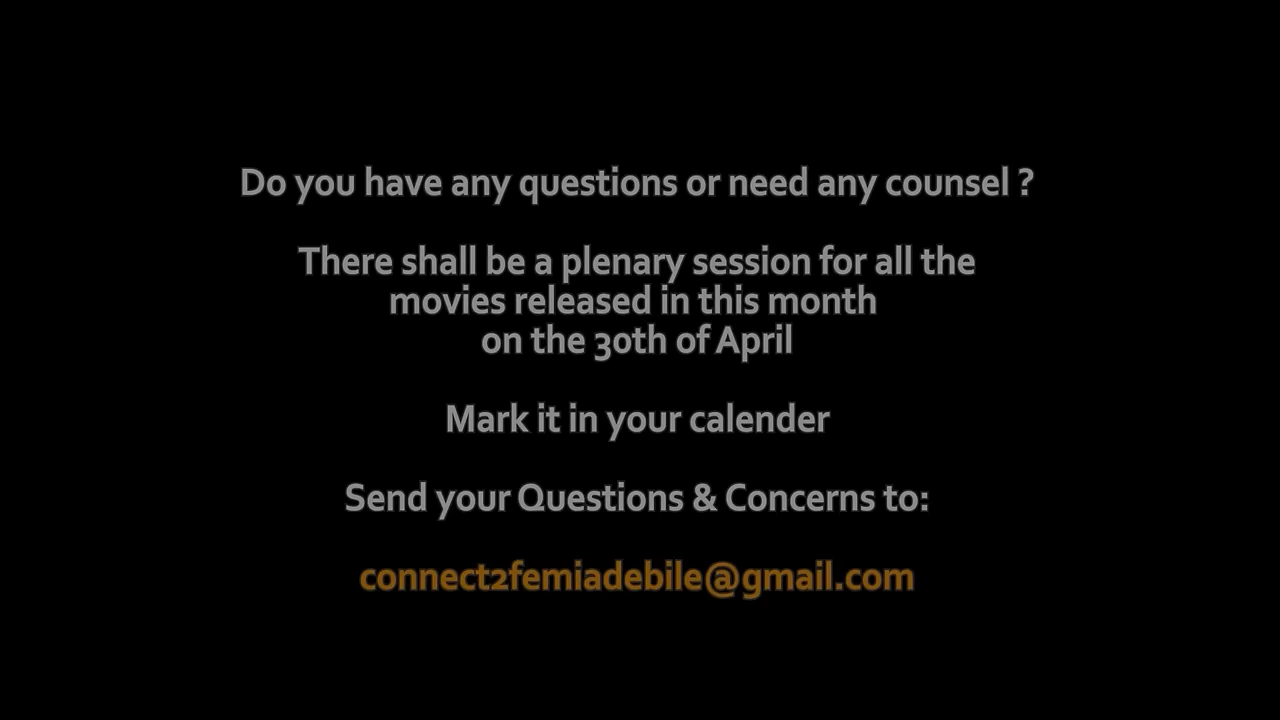 Do you have any questions or need any counsel ?
There shall be a plenary session for all the
movies released in this month
on the 30th of April
Mark it in your calender
Send your Questions & Concerns to:
connect2femiadebile@gmail.com